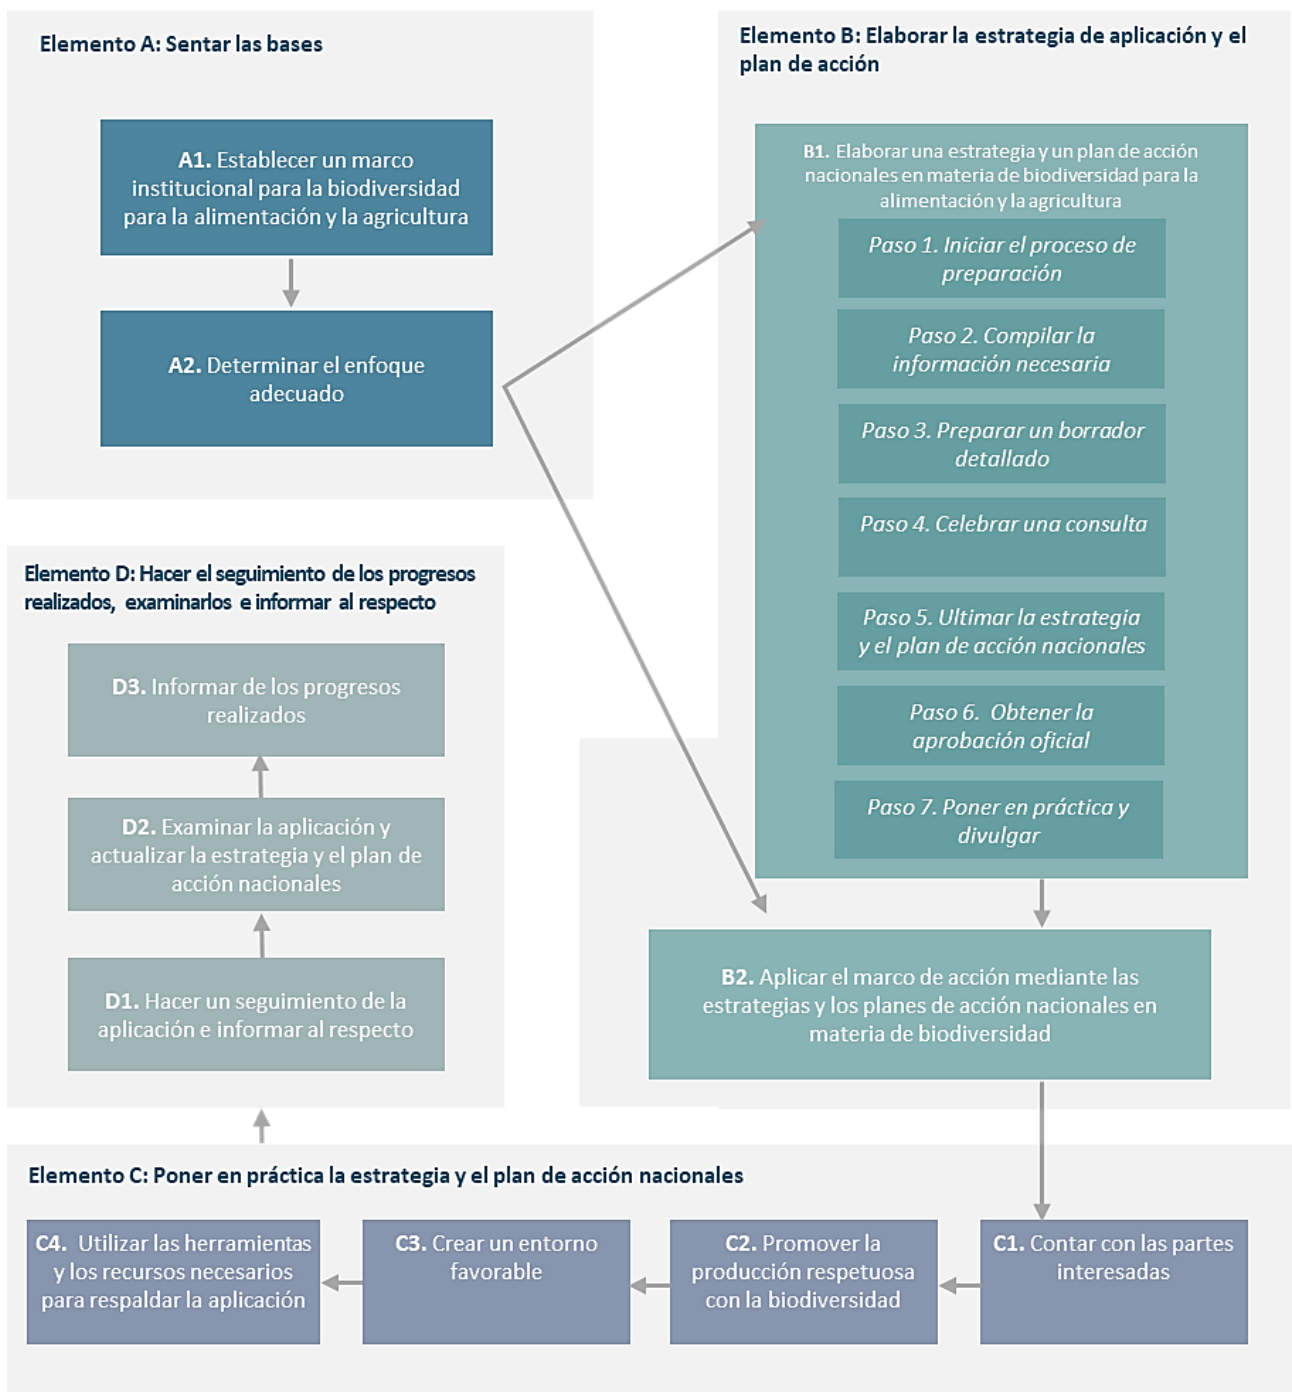 Elemento A: Sentar las bases
A1. Establecer un marco
institucional para la biodiversidad
para la alimentación y la agricultura
A2. Determinar el enfoque
adecuado
Elemento B: Elaborar la estrategia de aplicación y el
plan de acción
B1. Elaborar una estrategia y un plan de acción
nacionales en materia de biodiversidad para la
alimentación y la agricultura
Paso 1. Iniciar el proceso de
preparación
Paso 2. Compilar la
información necesaria
Paso 3. Preparar un borrador
detallado
Paso 4. Celebrar una consulta
Paso 5. Ultimar la estrategia
y el plan de acción nacionales
Paso 6. Obtener la
aprobación oficial
Paso 7. Poner en práctica y
divulgar
B2. Aplicar el marco de acción mediante las
estrategias y los planes de acción nacionales en
materia de biodiversidad
Elemento D: Hacer el seguimiento de los progresos
realizados, examinarlos e informar al respecto
D3. Informar de los progresos
realizados
D2. Examinar la aplicación y
actualizar la estrategia y el plan de
acción nacionales
D1. Hacer un seguimiento de la
aplicación e informar al respecto
Elemento C: Poner en práctica la estrategia y el plan de acción nacionales
C4. Utilizar las herramientas
y los recursos necesarios
para respaldar la aplicación
C3. Crear un entorno
favorable
C2. Promover la
producción respetuosa
con la biodiversidad
C1. Contar con las partes
interesadas